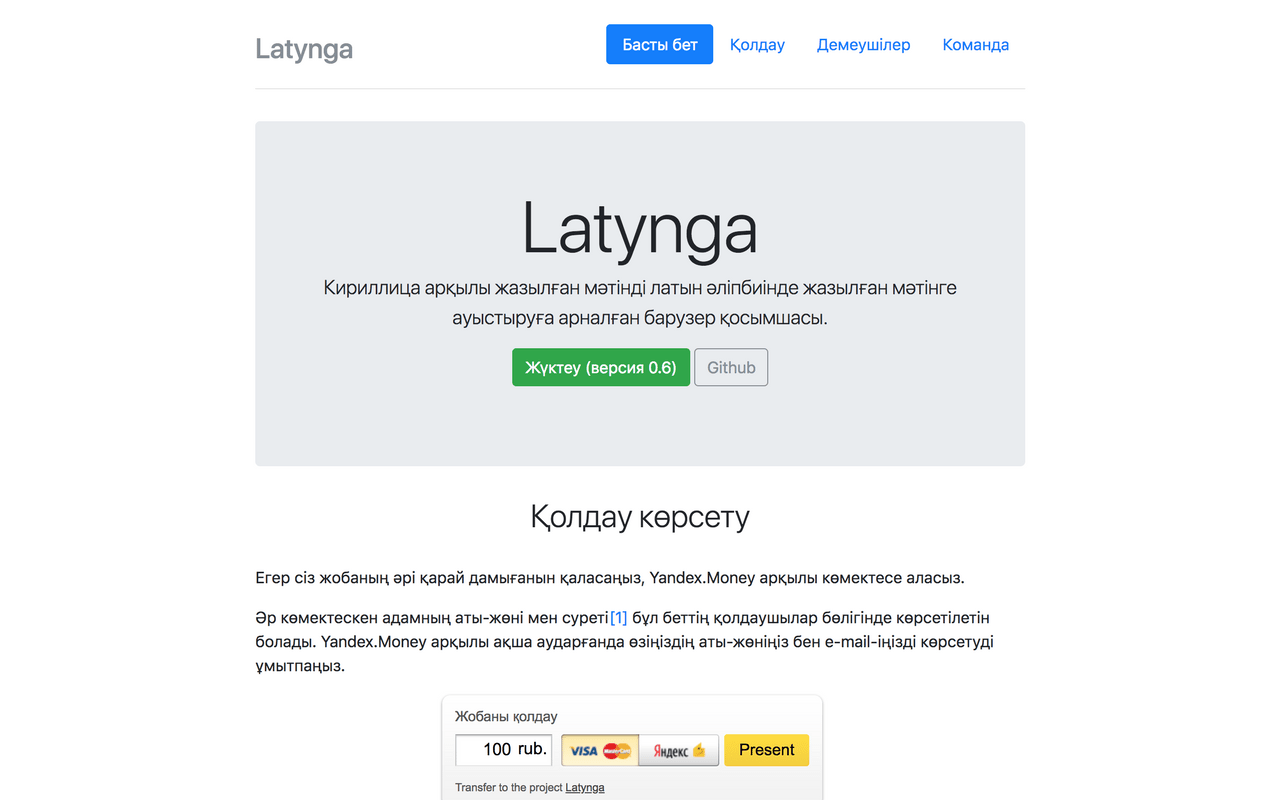 Latynga
Басты бет
Қолдау
Демеушілер
Команда
Latynga
Кириллица арқылы жазылған мәтінді латын әліпбиінде жазылған мәтінге
ауыстыруға арналған барузер қосымшасы.
Жүктеу (версия 0.6)
Github
Қолдау көрсету
Егер сіз жобаның әрі қарай дамығанын қаласаңыз, Yandex.Money арқылы көмектесе аласыз.
Әр көмектескен адамның аты-жөні мен суреті[1] бұл беттің қолдаушылар бөлігінде көрсетілетін
болады. Yandex.Money арқылы ақша аударғанда өзіңіздің аты-жөніңіз бен e-mail-іңізді көрсетуді
ұмытпаңыз.
Жобаны қолдау
100 rub.
VISA MasterCard
Яндекс
Present
Transfer to the project Latynga